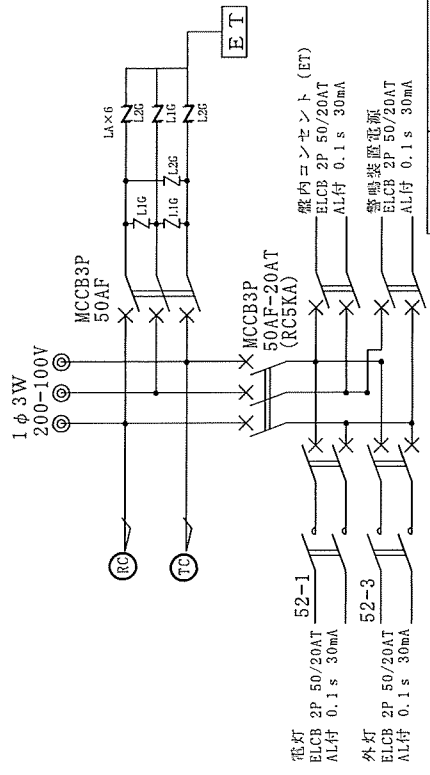 1φ3W
200-100V
MCCB3P
50AF
LA×6
L2G
L1G
L2G
L1G
L2G
L1G
ET
RC
TC
MCCB3P
50AF-20AT
(RC5KA)
52-1
電灯
ELCB 2P 50/20AT
AL付 0.1s 30mA
52-3
外灯
ELCB 2P 50/20AT
AL付 0.1s 30mA
盤内コンセント (ET)
ELCB 2P 50/20AT
AL付 0.1s 30mA
警鳴装置電源
ELCB 2P 50/20AT
AL付 0.1s 30mA